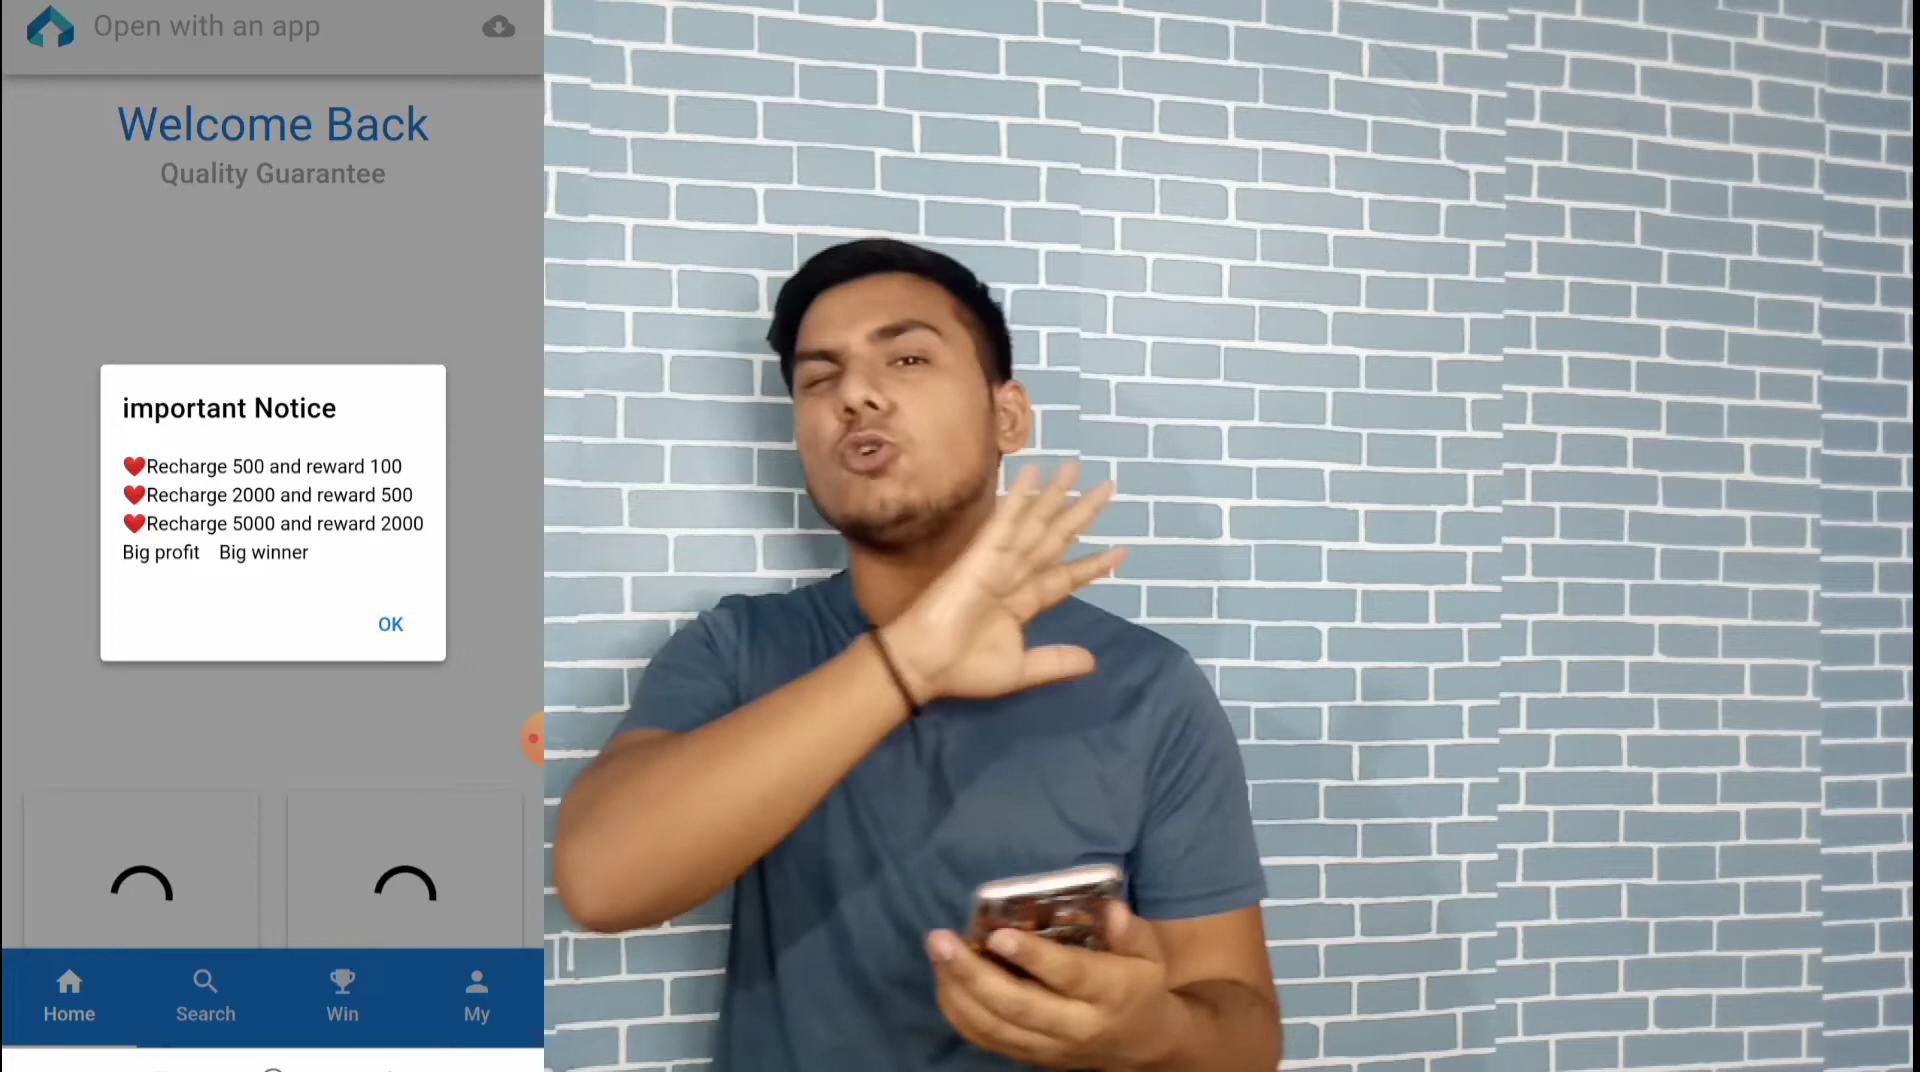 Open with an app
Welcome Back
Quality Guarantee
important Notice
❤️Recharge 500 and reward 100
❤️Recharge 2000 and reward 500
❤️Recharge 5000 and reward 2000
Big profit Big winner
OK
Home Search Win My